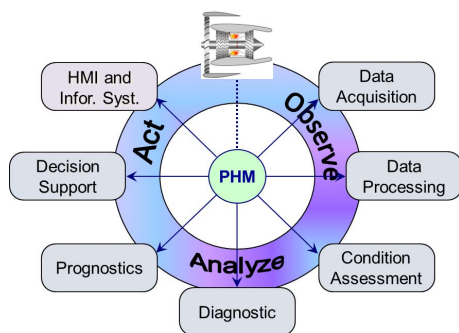 HMI and
Infor. Syst.
Data
Acquisition
Act
Observe
Decision
Support
PHM
Data
Processing
Analyze
Prognostics
Condition
Assessment
Diagnostic